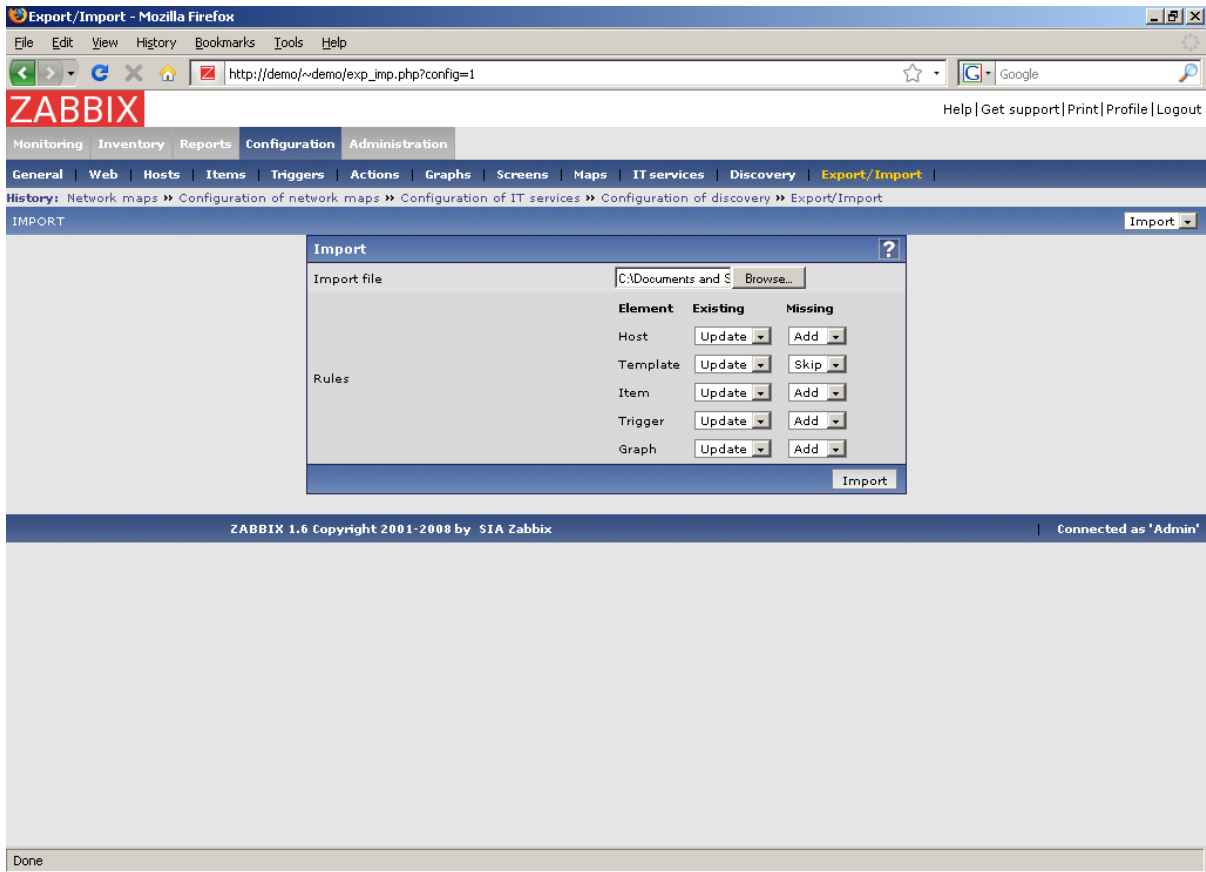 Export/Import - Mozilla Firefox
File Edit View History Bookmarks Tools Help
http://demo/~demo/exp_imp.php?config=1
G Google
ZABBIX
Help|Get support|Print|Profile|Logout
Monitoring Inventory Reports Configuration Administration
General | Web | Hosts | Items | Triggers | Actions | Graphs | Screens | Maps | IT services | Discovery | Export/Import |
History: Network maps » Configuration of network maps » Configuration of IT services » Configuration of discovery » Export/Import
IMPORT Import
Import ?
Import file C:\Documents and S Browse...
Rules
Element Existing Missing
Host Update Add
Template Update Skip
Item Update Add
Trigger Update Add
Graph Update Add
Import
ZABBIX 1.6 Copyright 2001-2008 by SIA Zabbix | Connected as 'Admin'
Done